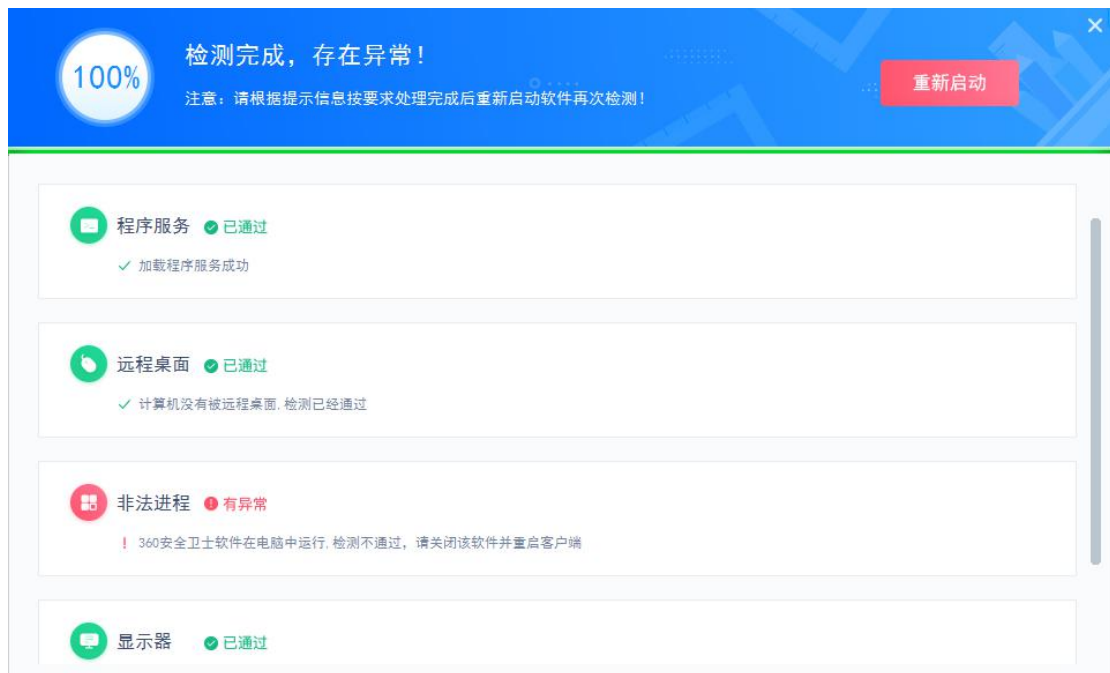 100%
检测完成，存在异常！
注意：请根据提示信息按要求处理完成后重新启动软件再次检测！
重新启动
程序服务 已通过
加载程序服务成功
远程桌面 已通过
计算机没有被远程桌面,检测已经通过
非法进程 有异常
360安全卫士软件在电脑中运行,检测不通过，请关闭该软件并重启客户端
显示器 已通过